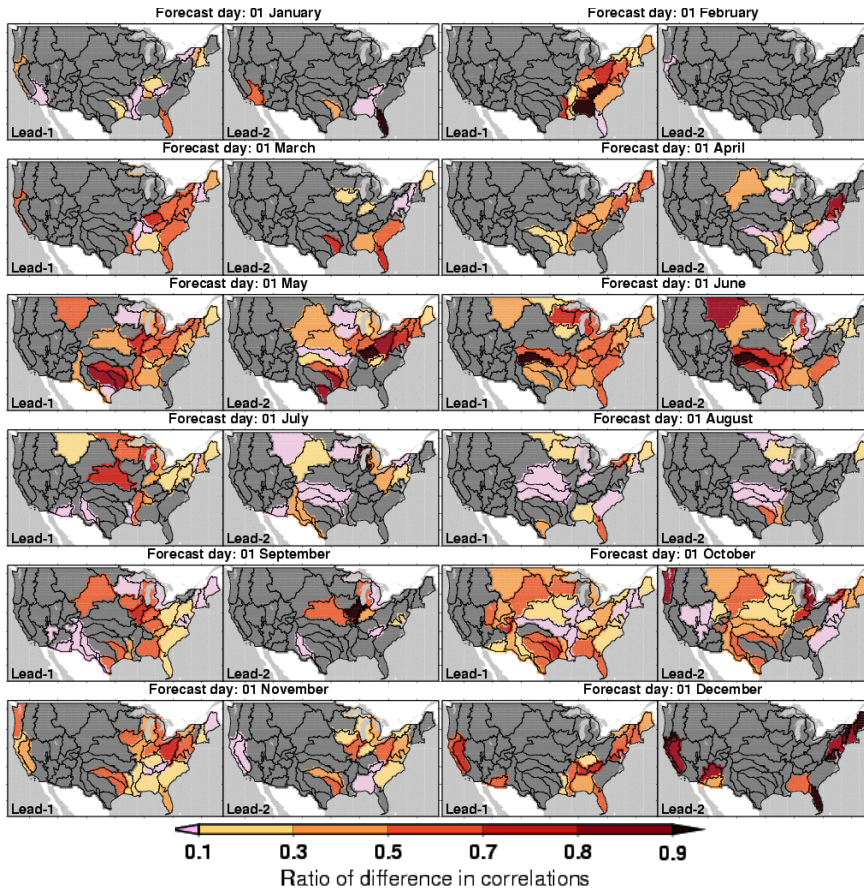 Forecast day: 01 January
Forecast day: 01 February
Lead-1
Lead-2
Lead-1
Lead-2
Forecast day: 01 March
Forecast day: 01 April
Lead-1
Lead-2
Lead-1
Lead-2
Forecast day: 01 May
Forecast day: 01 June
Lead-1
Lead-2
Lead-1
Lead-2
Forecast day: 01 July
Forecast day: 01 August
Lead-1
Lead-2
Lead-1
Lead-2
Forecast day: 01 September
Forecast day: 01 October
Lead-1
Lead-2
Lead-1
Lead-2
Forecast day: 01 November
Forecast day: 01 December
Lead-1
Lead-2
Lead-1
Lead-2
0.1 0.3 0.5 0.7 0.8 0.9
Ratio of difference in correlations